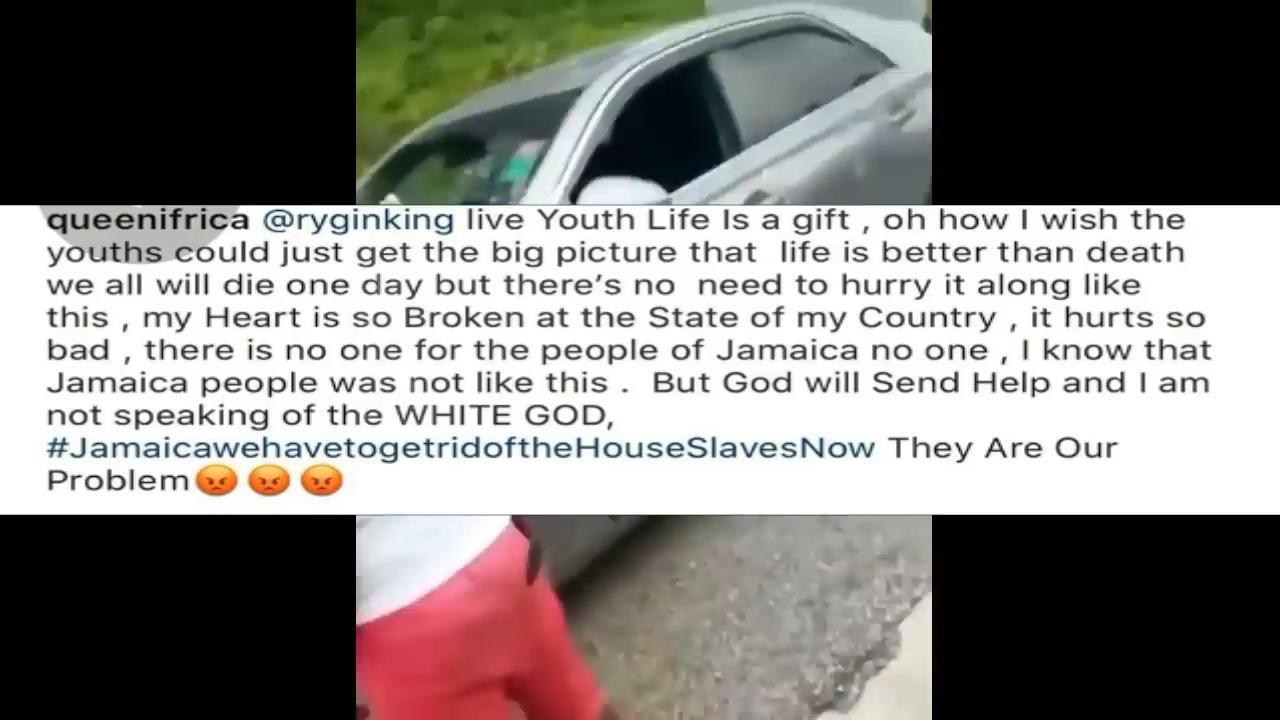 queenifrica @ryginking live Youth Life Is a gift , oh how I wish the
youths could just get the big picture that life is better than death
we all will die one day but there’s no need to hurry it along like
this , my Heart is so Broken at the State of my Country , it hurts so
bad , there is no one for the people of Jamaica no one , I know that
Jamaica people was not like this . But God will Send Help and I am
not speaking of the WHITE GOD,
#JamaicawehavetogetridoftheHouseSlavesNow They Are Our
Problem😡 😡 😡